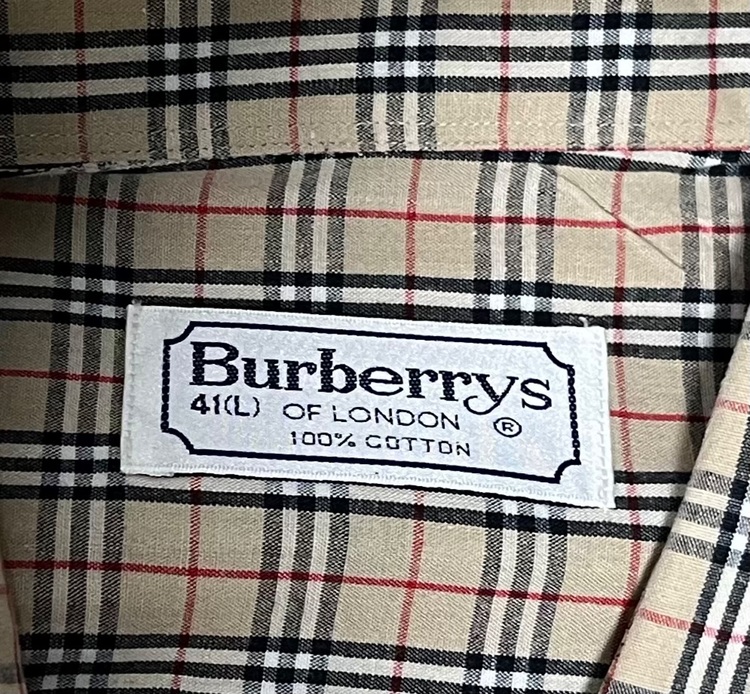 Burberrys
41(L) OF LONDON ®
100% COTTON